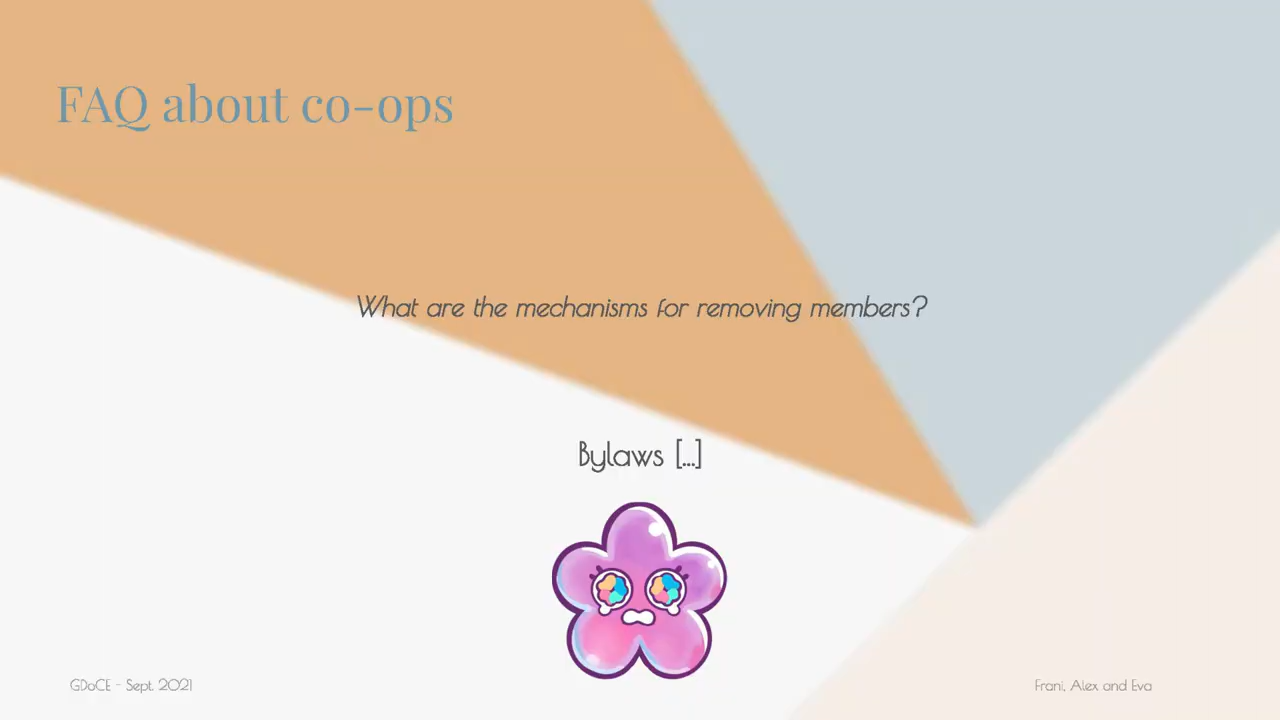 FAQ about co-ops
What are the mechanisms for removing members?
Bylaws [...]
GDoCE - Sept. 2021
Frani, Alex and Eva